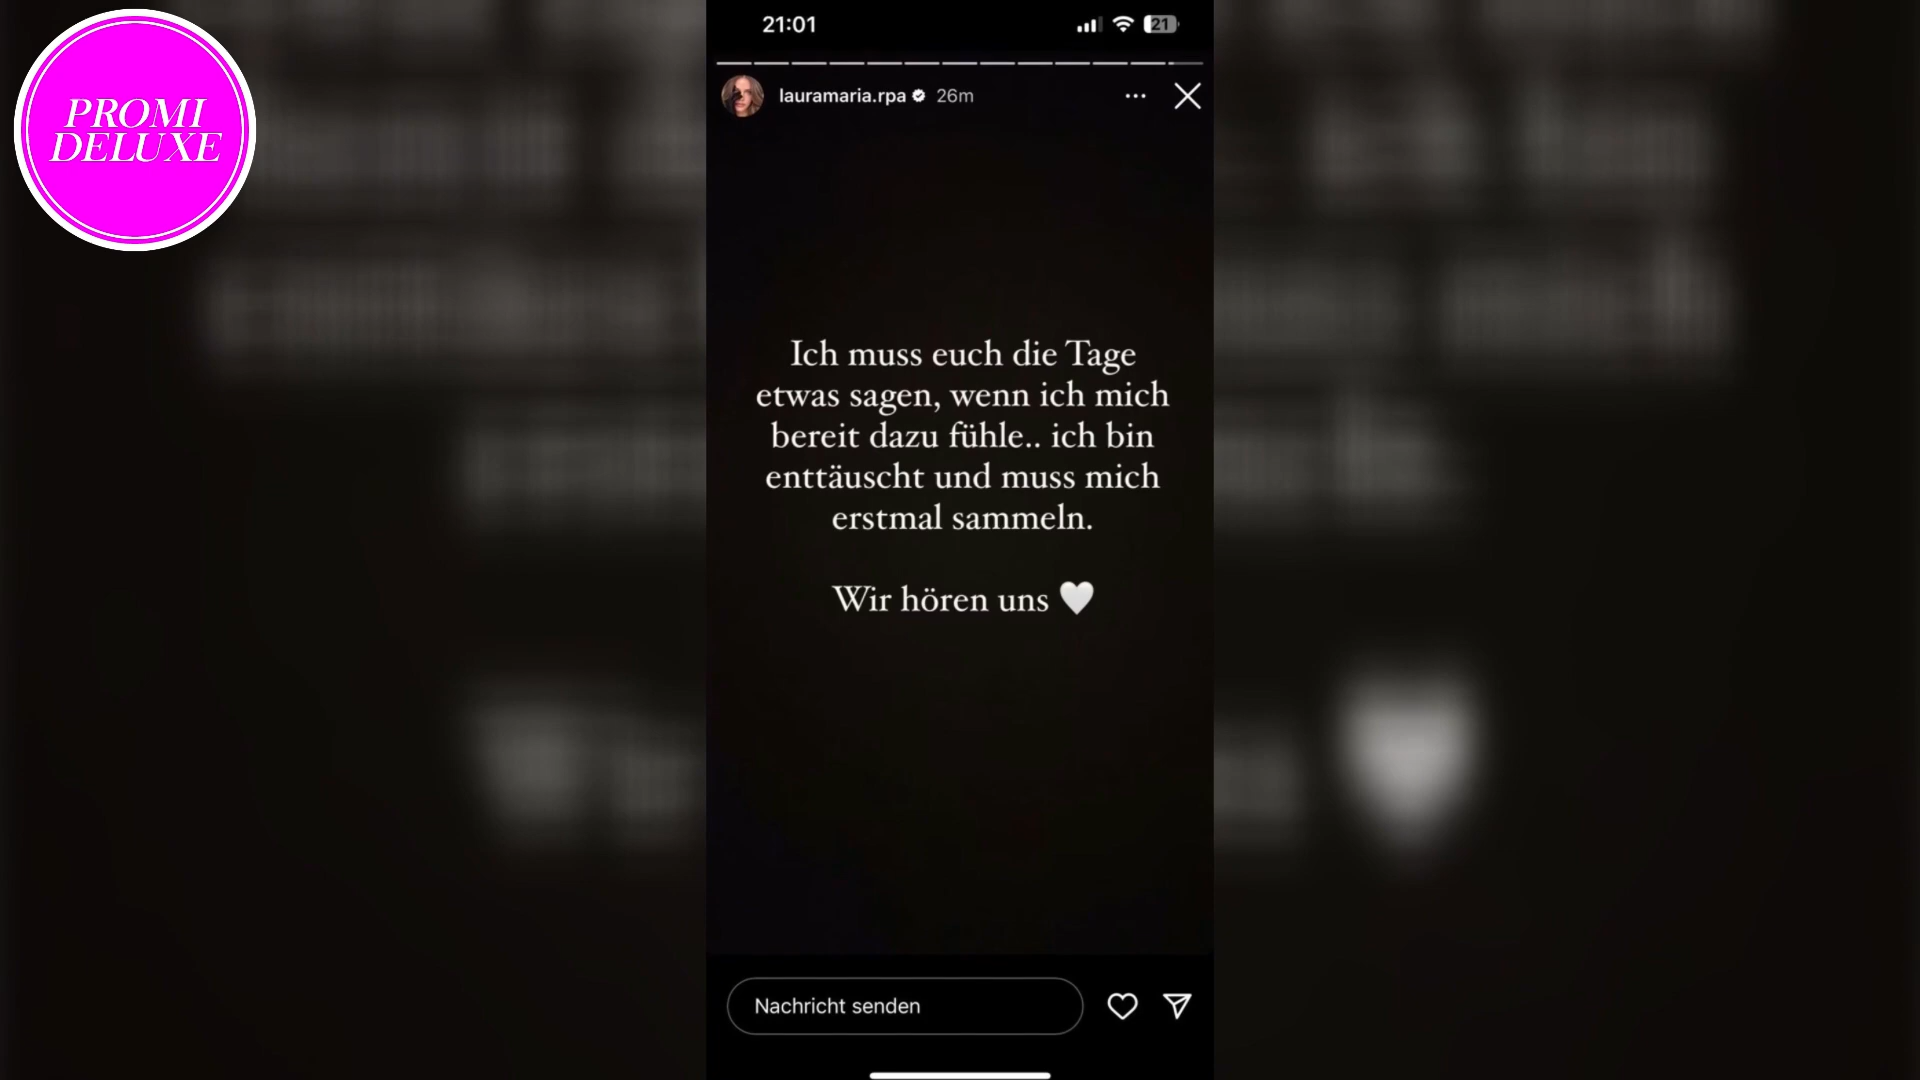 PROMI
DELUXE
21:01
21
lauramaria.rpa 26m
Ich muss euch die Tage
etwas sagen, wenn ich mich
bereit dazu fühle.. ich bin
enttäuscht und muss mich
erstmal sammeln.
Wir hören uns 🤍
Nachricht senden